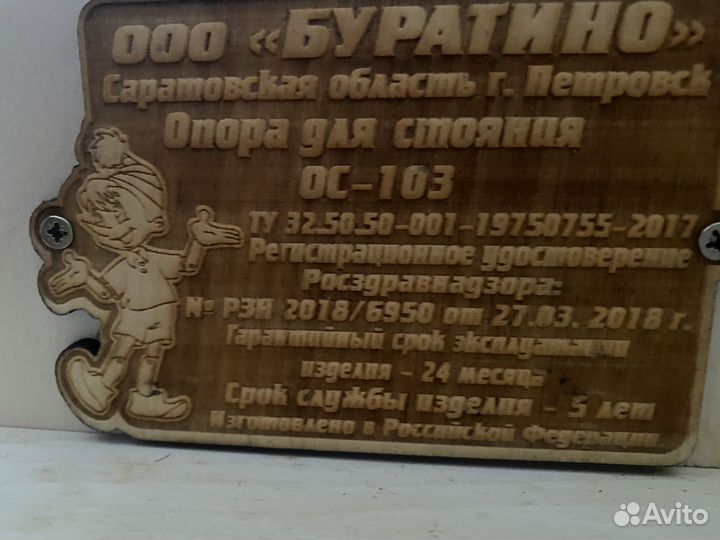 ООО «БУРАТИНО»
Саратовская область г. Петровск
Опора для стояния
ОС-103
ТУ 32.50.50-001-19750755-2017
Регистрационное удостоверение
Росздравнадзора:
№ РЗН 2018/6950 от 27.03. 2018 г.
Гарантийный срок эксплуатации
изделия - 24 месяца
Срок службы изделия - 5 лет
Изготовлено в Российской Федерации
Avito